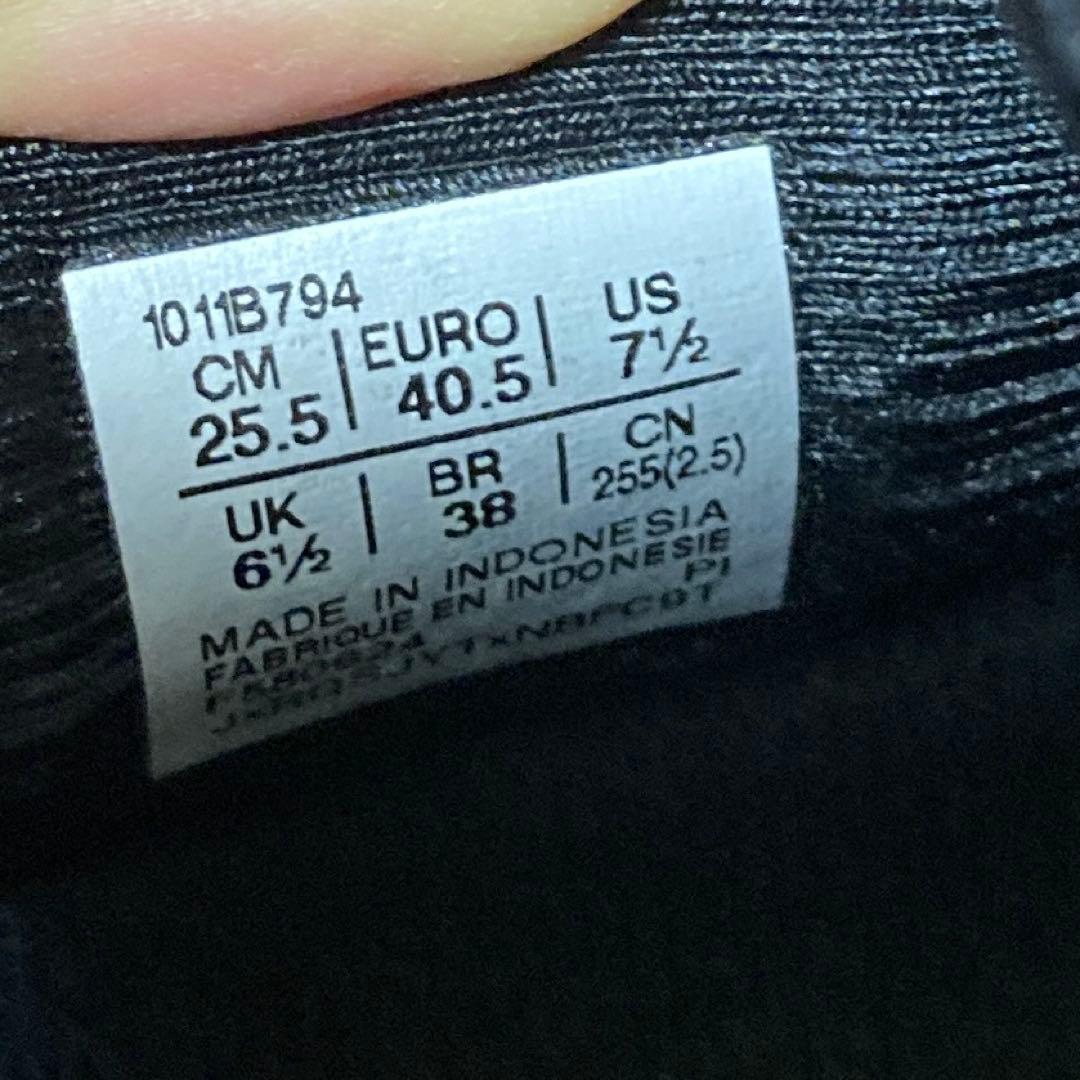 1011B794
CM | EURO | US
25.5 | 40.5 | 7½
UK | BR | CN
6½ | 38 | 255(2.5)
MADE IN INDONESIA
FABRIQUE EN INDONESIE
PI